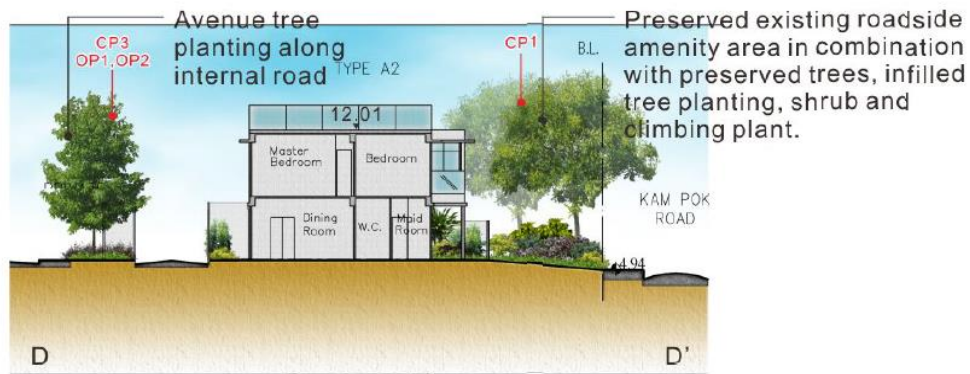 Avenue tree
planting along
internal road
CP3
OP1,OP2
TYPE A2
CP1
B.L.
Preserved existing roadside
amenity area in combination
with preserved trees, infilled
tree planting, shrub and
climbing plant.
12.01
Master
Bedroom
Bedroom
Dining
Room
W.C.
Maid
Room
KAM POK
ROAD
4.94
D
D'